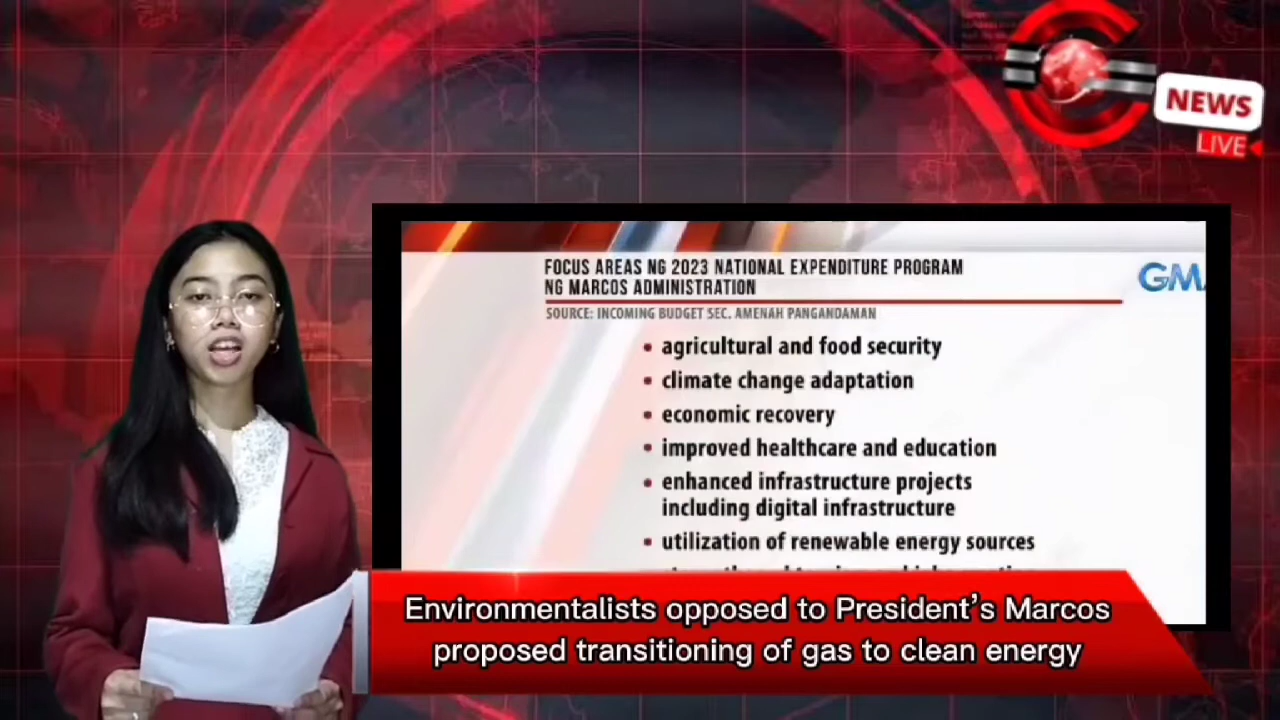 NEWS
LIVE
FOCUS AREAS NG 2023 NATIONAL EXPENDITURE PROGRAM
NG MARCOS ADMINISTRATION
GMA
SOURCE: INCOMING BUDGET SEC. AMENAH PANGANDAMAN
• agricultural and food security
• climate change adaptation
• economic recovery
• improved healthcare and education
• enhanced infrastructure projects
including digital infrastructure
• utilization of renewable energy sources
Environmentalists opposed to President's Marcos
proposed transitioning of gas to clean energy